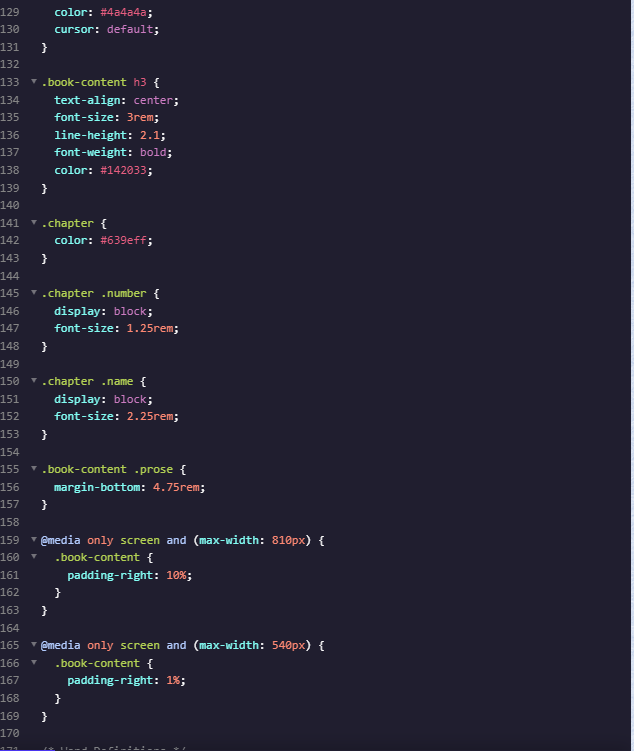 129 color: #4a4a4a;
130 cursor: default;
131 }
132
133 .book-content h3 {
134 text-align: center;
135 font-size: 3rem;
136 line-height: 2.1;
137 font-weight: bold;
138 color: #142033;
139 }
140
141 .chapter {
142 color: #639eff;
143 }
144
145 .chapter .number {
146 display: block;
147 font-size: 1.25rem;
148 }
149
150 .chapter .name {
151 display: block;
152 font-size: 2.25rem;
153 }
154
155 .book-content .prose {
156 margin-bottom: 4.75rem;
157 }
158
159 @media only screen and (max-width: 810px) {
160 .book-content {
161 padding-right: 10%;
162 }
163 }
164
165 @media only screen and (max-width: 540px) {
166 .book-content {
167 padding-right: 1%;
168 }
169 }
170
171 /* Word Definitions */